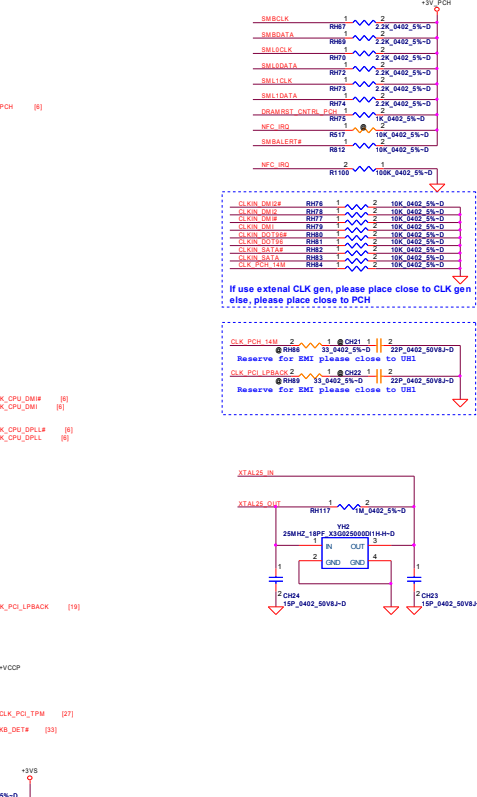 +3V_PCH
SMBCLK 1 2
RH67 2.2K_0402_5%~D
SMBDATA 1 2
RH69 2.2K_0402_5%~D
SML0CLK 1 2
RH70 2.2K_0402_5%~D
SML0DATA 1 2
RH72 2.2K_0402_5%~D
SML1CLK 1 2
RH73 2.2K_0402_5%~D
SML1DATA 1 2
RH74 2.2K_0402_5%~D
PCH [6]
DRAMRST_CNTRL_PCH 1 2
RH75 1K_0402_5%~D
NFC_IRQ 1 @ 2
R517 10K_0402_5%~D
SMBALERT# 1 2
R812 10K_0402_5%~D
NFC_IRQ 2 1
R1100 100K_0402_5%~D
CLKIN_DMI2# RH76 1 2 10K_0402_5%~D
CLKIN_DMI2 RH78 1 2 10K_0402_5%~D
CLKIN_DMI# RH77 1 2 10K_0402_5%~D
CLKIN_DMI RH79 1 2 10K_0402_5%~D
CLKIN_DOT96# RH80 1 2 10K_0402_5%~D
CLKIN_DOT96 RH81 1 2 10K_0402_5%~D
CLKIN_SATA# RH82 1 2 10K_0402_5%~D
CLKIN_SATA RH83 1 2 10K_0402_5%~D
CLK_PCH_14M RH84 1 2 10K_0402_5%~D
If use extenal CLK gen, please place close to CLK gen
else, please place close to PCH
CLK_PCH_14M 2 1 @ CH21 1 2
@ RH86 33_0402_5%~D 22P_0402_50V8J~D
Reserve for EMI please close to UH1
CLK_PCI_LPBACK 2 1 @ CH22 1 2
@ RH89 33_0402_5%~D 22P_0402_50V8J~D
Reserve for EMI please close to UH1
K_CPU_DMI# [6]
K_CPU_DMI [6]
K_CPU_DPLL# [6]
K_CPU_DPLL [6]
XTAL25_IN
XTAL25_OUT 1 2
RH117 1M_0402_5%~D
YH2
25MHZ_18PF_X3G025000DI1H-H~D
1 IN OUT 3
2 GND GND 4
1 1
2 CH24 2 CH23
15P_0402_50V8J~D 15P_0402_50V8J~
K_PCI_LPBACK [19]
+VCCP
CLK_PCI_TPM [27]
KB_DET# [33]
+3VS
5%~D